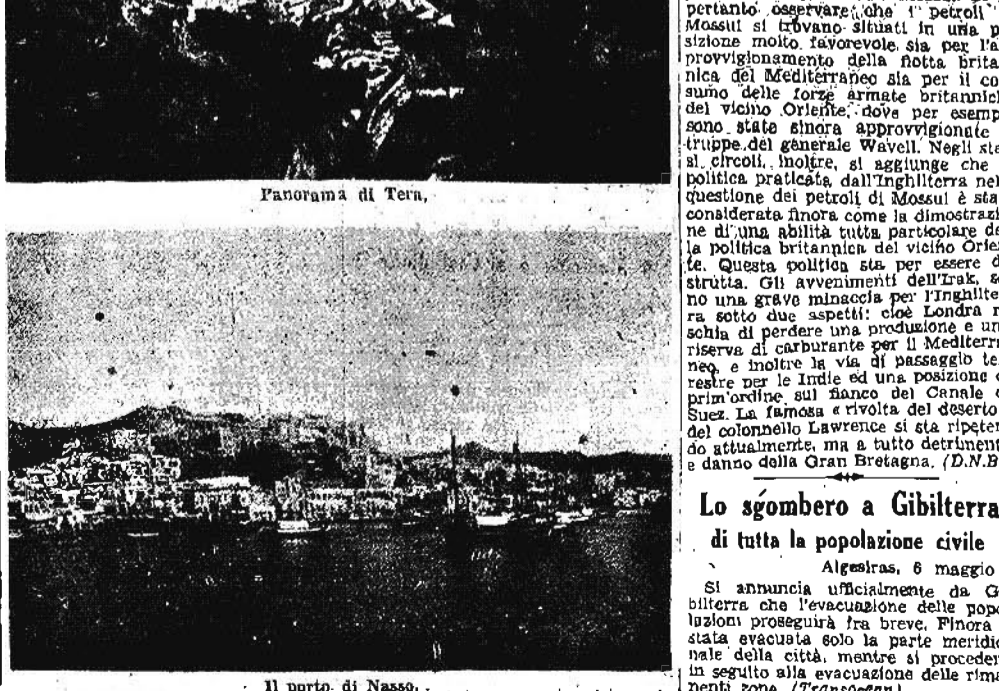 Panorama di Tera,
Il porto di Nasso,
pertanto osservare che i petroli
Mossul si trovano situati in una p
sizione molto favorevole sia per l'a
provvigionamento della flotta brita
nica del Mediterraneo sia per il co
sumo delle forze armate britannic
del vicino Oriente, dove per esemp
sono state sinora approvvigionate
truppe del generale Wavell. Negli ste
si circoli, inoltre, si aggiunge che
politica praticata dall'Inghilterra nel
questione dei petroli di Mossul è sta
considerata finora come la dimostrazi
ne di una abilità tutta particolare de
la politica britannica del vicino Orie
te. Questa politica sta per essere d
strutta. Gli avvenimenti dell'Irak, so
no una grave minaccia per l'Inghilte
ra sotto due aspetti: cioè Londra r
schia di perdere una produzione e un
riserva di carburante per il Mediterr
neo e inoltre la via di passaggio te
restre per le Indie ed una posizione
prim'ordine sul fianco del Canale
Suez. La famosa « rivolta del deserto
del colonnello Lawrence si sta ripeten
do attualmente, ma a tutto detriment
e danno della Gran Bretagna. (D.N.B
Lo sgombero a Gibilterra
di tutta la popolazione civile
Algesiras, 6 maggio
Si annuncia ufficialmente da G
bilterra che l'evacuazione delle popo
lazioni proseguirà fra breve. Finora
stata evacuata solo la parte meridio
nale della città, mentre si proceder
in seguito alla evacuazione delle rima
nenti zone. (Transocean)